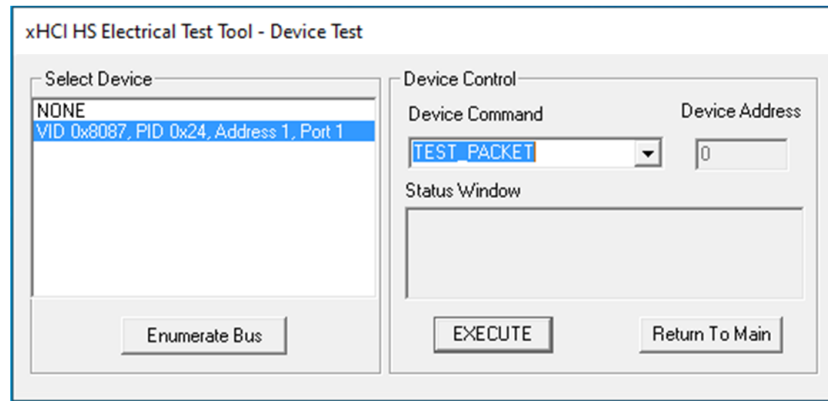 xHCI HS Electrical Test Tool - Device Test
Select Device
NONE
VID 0x8087, PID 0x24, Address 1, Port 1
Enumerate Bus
Device Control
Device Command
Device Address
TEST_PACKET
0
Status Window
EXECUTE
Return To Main